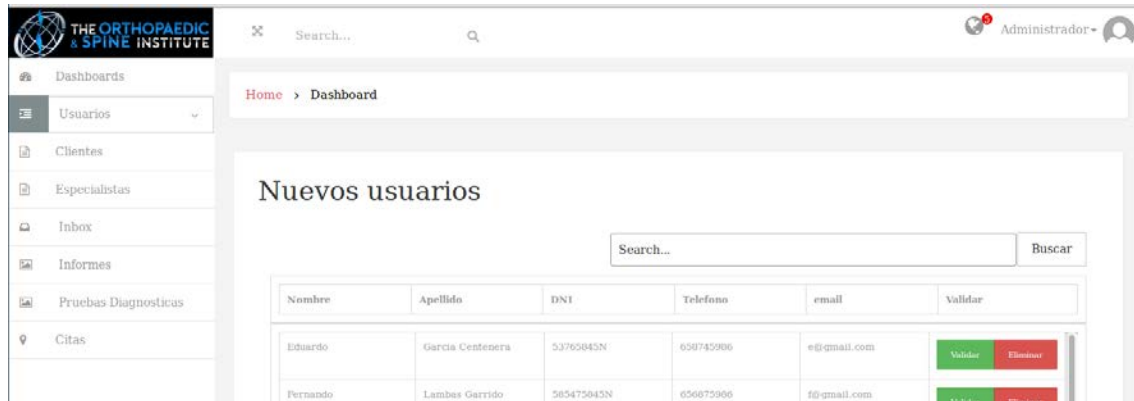 THE ORTHOPAEDIC
& SPINE INSTITUTE
Search...
5
Administrador
Dashboards
Home › Dashboard
Usuarios
Clientes
Especialistas
Inbox
Informes
Pruebas Diagnosticas
Citas
Nuevos usuarios
Search...
Buscar
Nombre Apellido DNI Telefono email Validar
Eduardo Garcia Centenera 53765845N 658745986 e@gmail.com Validar Eliminar
Fernando Lambas Garrido 585475845N 656875986 f@gmail.com